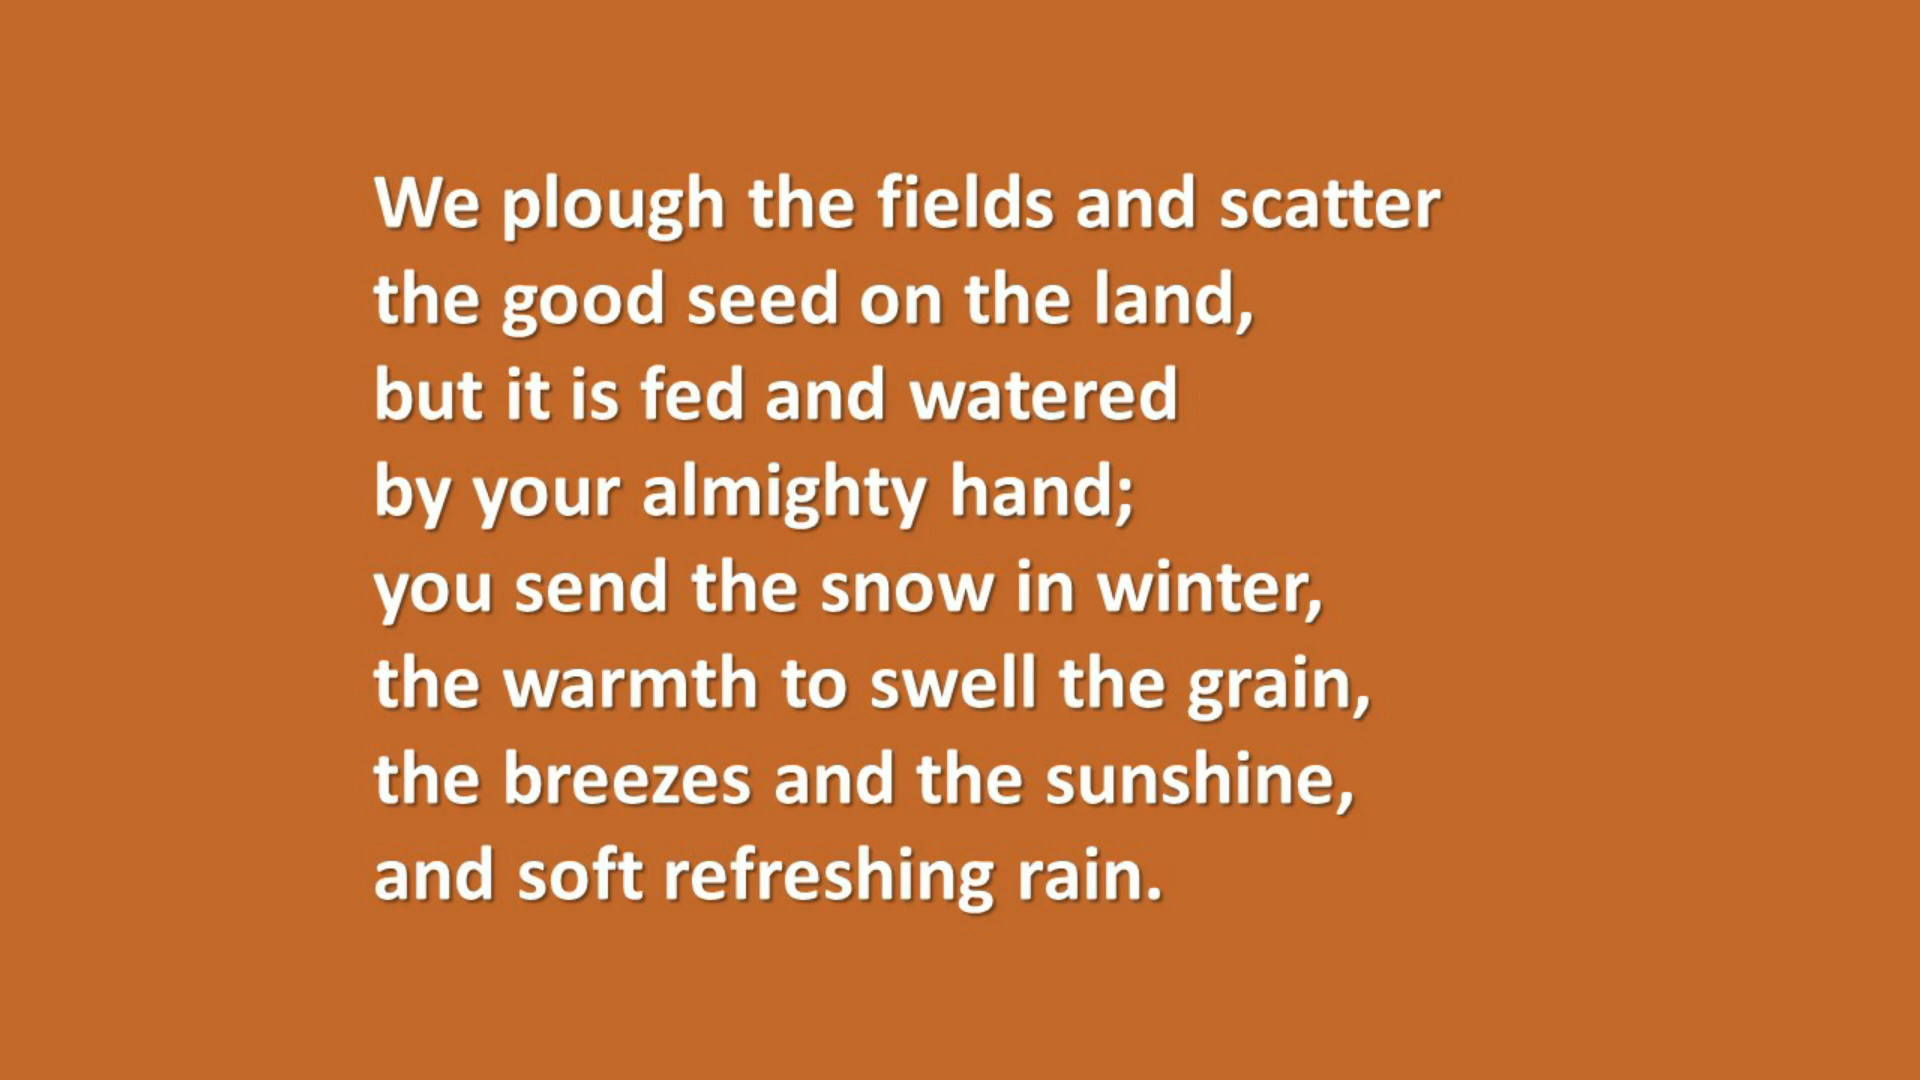 We plough the fields and scatter
the good seed on the land,
but it is fed and watered
by your almighty hand;
you send the snow in winter,
the warmth to swell the grain,
the breezes and the sunshine,
and soft refreshing rain.